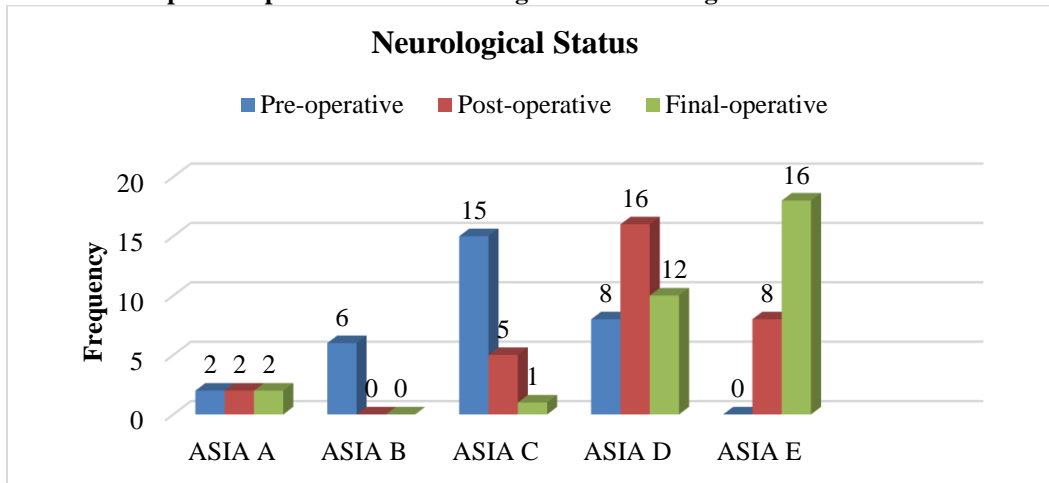 Neurological Status
Pre-operative Post-operative Final-operative
20
15
10
5
0
Frequency
2 2 2
6 0 0
15 5 1
8 16 12
0 8 16
ASIA A ASIA B ASIA C ASIA D ASIA E